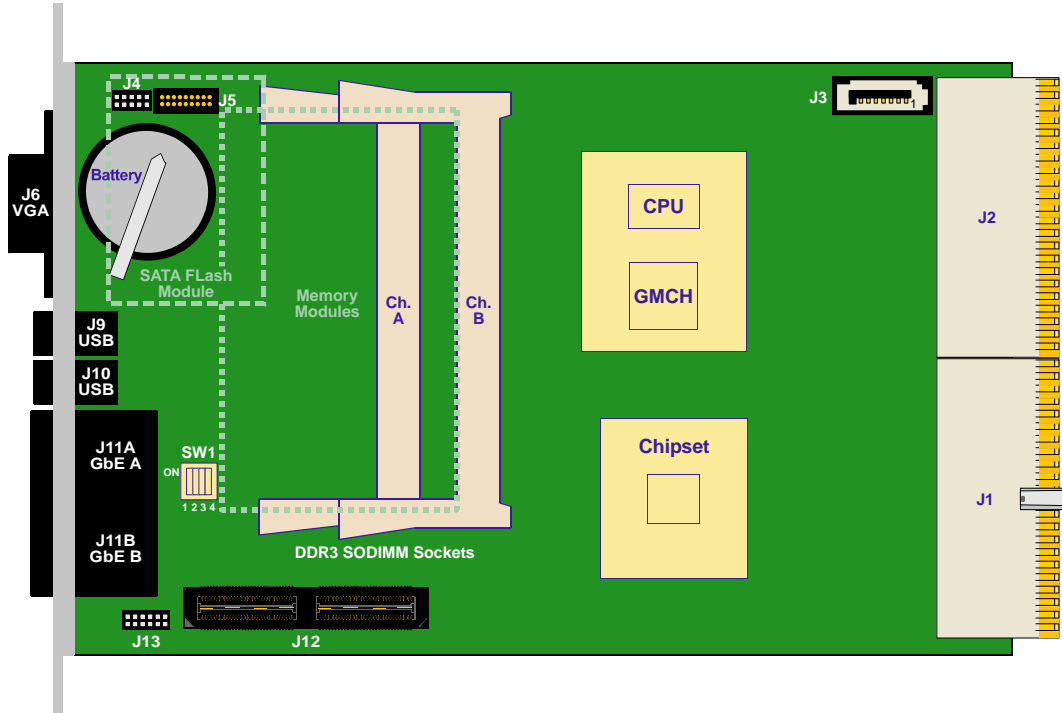 J4
J5
J3
1
Battery
J6
VGA
CPU
J2
SATA FLash
Module
Memory
Modules
Ch.
A
Ch.
B
GMCH
J9
USB
J10
USB
J11A
GbE A
SW1
ON
1 2 3 4
Chipset
J1
J11B
GbE B
DDR3 SODIMM Sockets
J13
J12